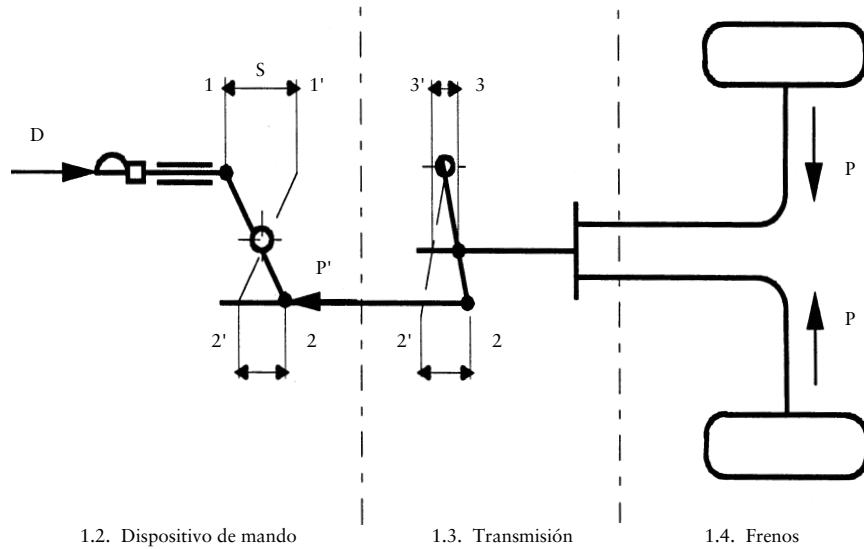 S
1
1'
3'
3
D
P
P'
P
2'
2
2'
2
1.2. Dispositivo de mando
1.3. Transmisión
1.4. Frenos